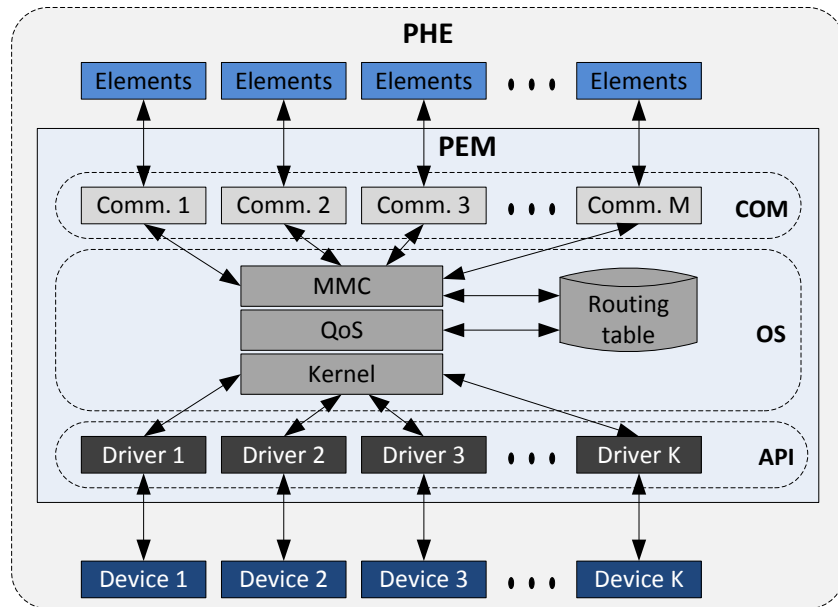 PHE
Elements Elements Elements • • • Elements
PEM
Comm. 1 Comm. 2 Comm. 3 • • • Comm. M COM
MMC
QoS
Kernel
Routing
table
OS
Driver 1 Driver 2 Driver 3 • • • Driver K API
Device 1 Device 2 Device 3 • • • Device K